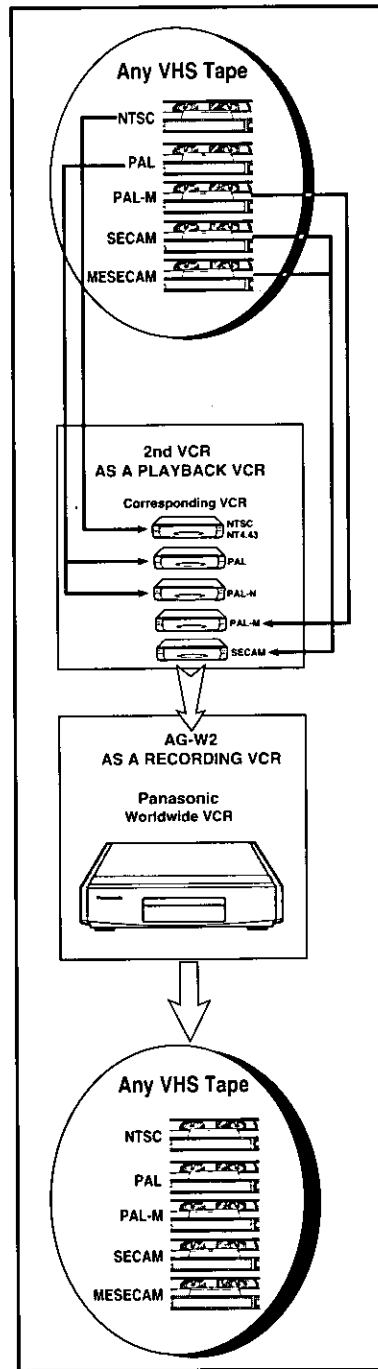 Any VHS Tape
NTSC
PAL
PAL-M
SECAM
MESECAM
2nd VCR
AS A PLAYBACK VCR
Corresponding VCR
NTSC
NT4.43
PAL
PAL-N
PAL-M
SECAM
AG-W2
AS A RECORDING VCR
Panasonic
Worldwide VCR
Panasonic
Any VHS Tape
NTSC
PAL
PAL-M
SECAM
MESECAM